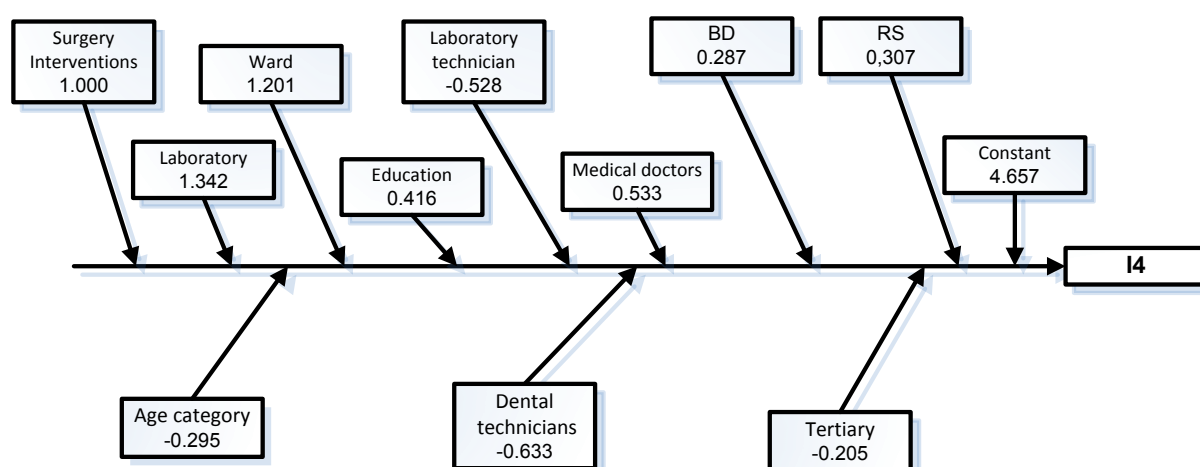 Surgery
Interventions
1.000
Ward
1.201
Laboratory
technician
-0.528
BD
0.287
RS
0,307
Laboratory
1.342
Education
0.416
Medical doctors
0.533
Constant
4.657
I4
Age category
-0.295
Dental
technicians
-0.633
Tertiary
-0.205